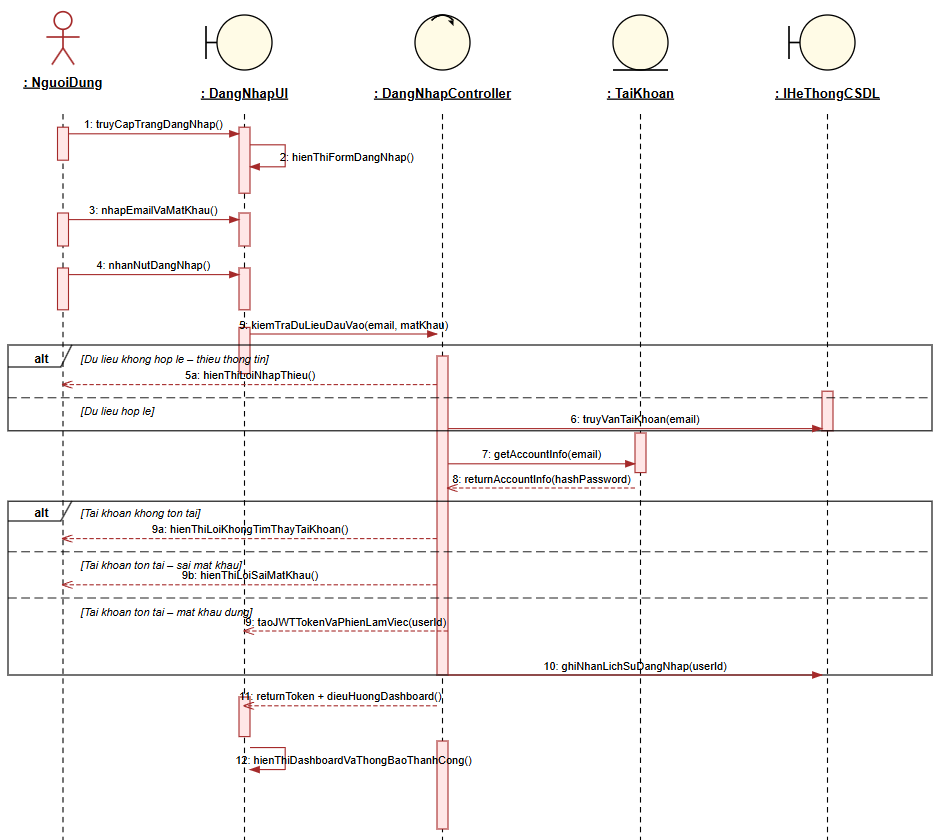 : NguoiDung
: DangNhapUI
: DangNhapController
: TaiKhoan
: IHeThongCSDL
1: truyCapTrangDangNhap()
2: hienThiFormDangNhap()
3: nhapEmailVaMatKhau()
4: nhanNutDangNhap()
5: kiemTraDuLieuDauVao(email, matKhau)
alt
[Du lieu khong hop le – thieu thong tin]
5a: hienThiLoiNhapThieu()
[Du lieu hop le]
6: truyVanTaiKhoan(email)
7: getAccountInfo(email)
8: returnAccountInfo(hashPassword)
alt
[Tai khoan khong ton tai]
9a: hienThiLoiKhongTimThayTaiKhoan()
[Tai khoan ton tai – sai mat khau]
9b: hienThiLoiSaiMatKhau()
[Tai khoan ton tai – mat khau dung]
9: taoJWTTokenVaPhienLamViec(userId)
10: ghiNhanLichSuDangNhap(userId)
11: returnToken + dieuHuongDashboard()
12: hienThiDashboardVaThongBaoThanhCong()